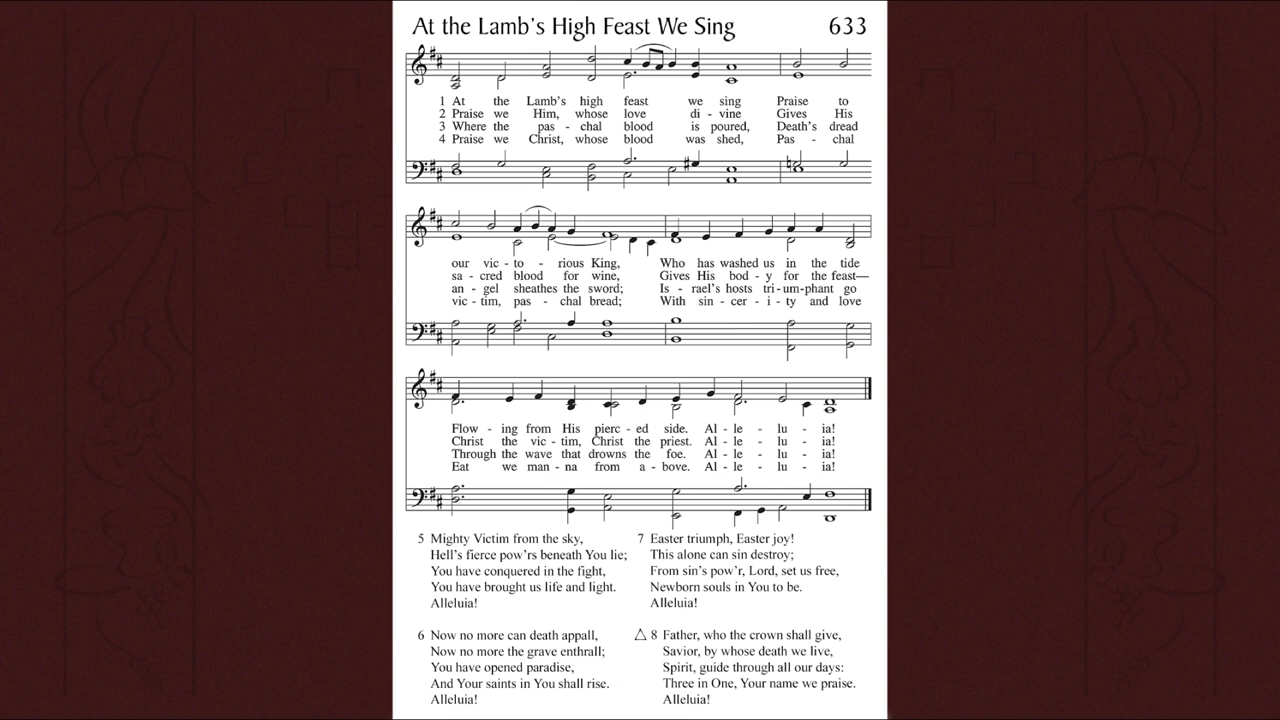 At the Lamb's High Feast We Sing 633
1 At the Lamb's high feast we sing Praise to
2 Praise we Him, whose love di - vine Gives His
3 Where the pas - chal blood is poured, Death's dread
4 Praise we Christ, whose blood was shed, Pas - chal
our vic - to - rious King, Who has washed us in the tide
sa - cred blood for wine, Gives His bod - y for the feast—
an - gel sheathes the sword; Is - rael's hosts tri - um - phant go
vic - tim, pas - chal bread; With sin - cer - i - ty and love
Flow - ing from His pierc - ed side. Al - le - lu - ia!
Christ the vic - tim, Christ the priest. Al - le - lu - ia!
Through the wave that drowns the foe. Al - le - lu - ia!
Eat we man - na from a - bove. Al - le - lu - ia!
5 Mighty Victim from the sky,
Hell's fierce pow'rs beneath You lie;
You have conquered in the fight,
You have brought us life and light.
Alleluia!
6 Now no more can death appall,
Now no more the grave enthrall;
You have opened paradise,
And Your saints in You shall rise.
Alleluia!
7 Easter triumph, Easter joy!
This alone can sin destroy;
From sin's pow'r, Lord, set us free,
Newborn souls in You to be.
Alleluia!
△ 8 Father, who the crown shall give,
Savior, by whose death we live,
Spirit, guide through all our days:
Three in One, Your name we praise.
Alleluia!